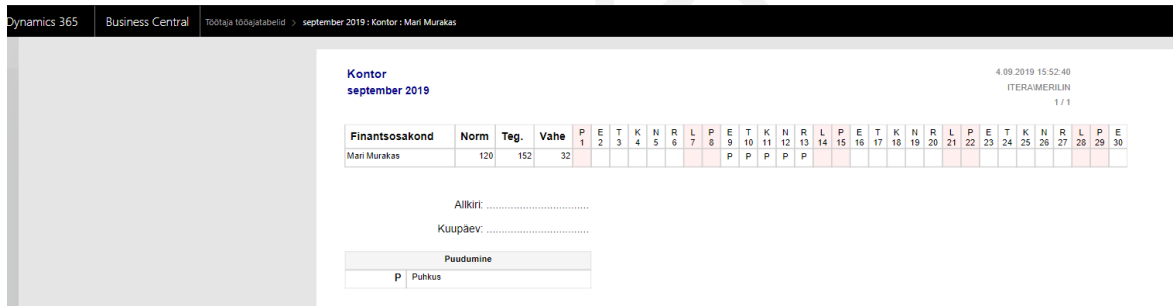 Dynamics 365 Business Central Töötaja tööajatabelid > september 2019 : Kontor : Mari Murakas
Kontor 4.09.2019 15:52:40
september 2019 ITERA\MERILIN
1 / 1
Finantsosakond Norm Teg. Vahe P E T K N R L P E T K N R L P E T K N R L P E T K N R L P E
1 2 3 4 5 6 7 8 9 10 11 12 13 14 15 16 17 18 19 20 21 22 23 24 25 26 27 28 29 30
Mari Murakas 120 152 32 P P P P P
Allkiri: ..................................
Kuupäev: ..................................
Puudumine
P Puhkus